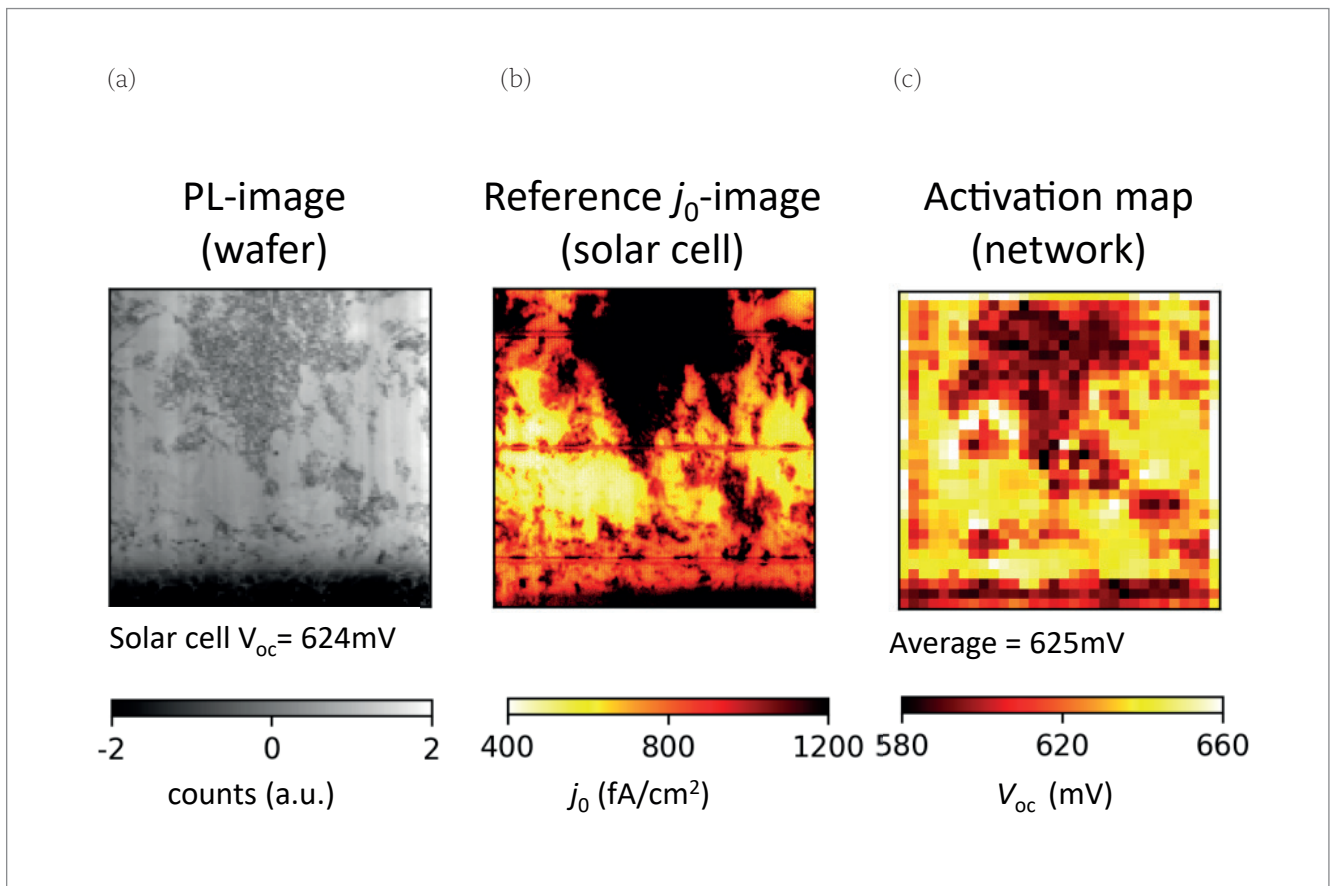 (a)
(b)
(c)
PL-image
(wafer)
Reference j₀-image
(solar cell)
Activation map
(network)
Solar cell Vₒc= 624mV
Average = 625mV
-2 0 2
counts (a.u.)
400 800 1200
j₀ (fA/cm²)
580 620 660
Vₒc (mV)